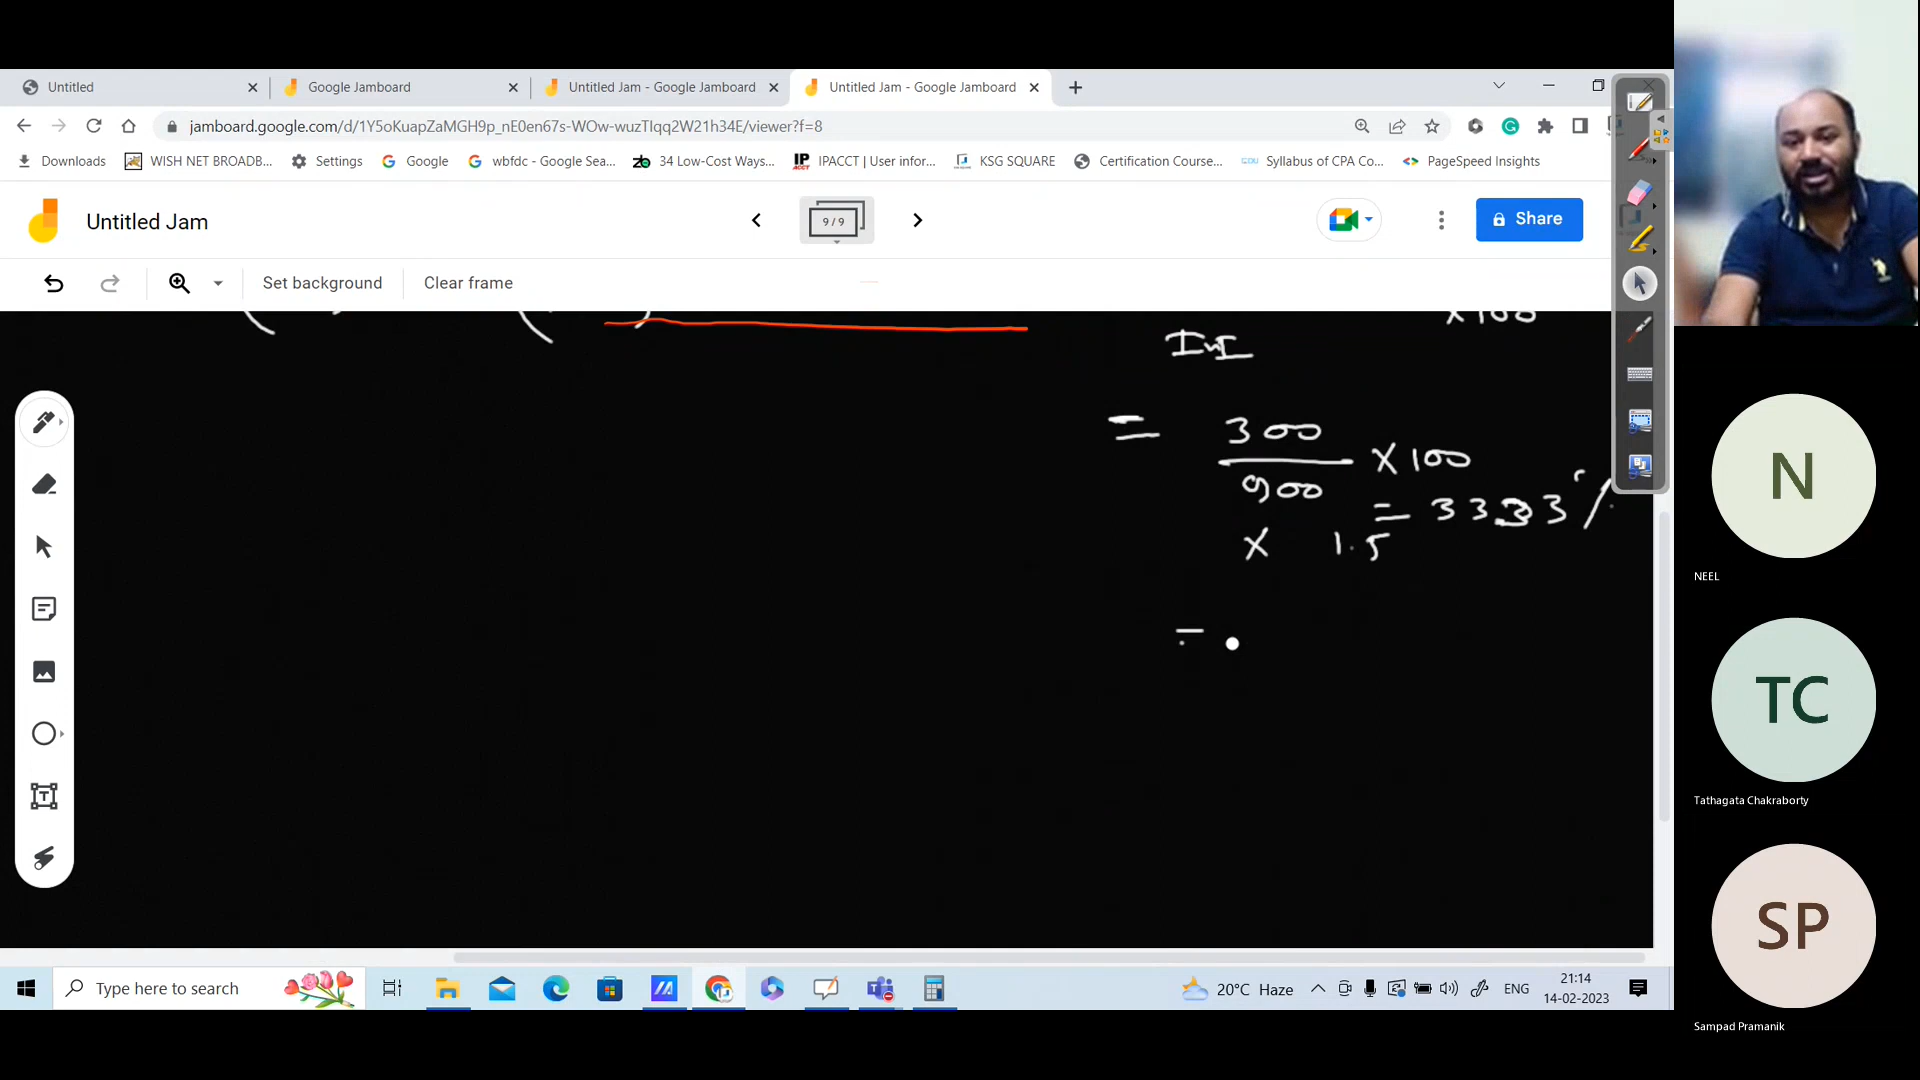 Untitled
Google Jamboard
Untitled Jam - Google Jamboard
Untitled Jam - Google Jamboard
jamboard.google.com/d/1Y5oKuapZaMGH9p_nE0en67s-WOw-wuzTlqq2W21h34E/viewer?f=8
Downloads
WISH NET BROADB...
Settings
Google
wbfdc - Google Sea...
34 Low-Cost Ways...
IPACCT | User infor...
KSG SQUARE
Certification Course...
Syllabus of CPA Co...
PageSpeed Insights
Untitled Jam
9 / 9
Share
Set background
Clear frame
x 100
= 300
900
x 100
= 33.33 %
x 1.5
=
NEEL
TC
Tathagata Chakraborty
SP
Sampad Pramanik
N
Type here to search
20°C Haze
ENG
21:14
14-02-2023